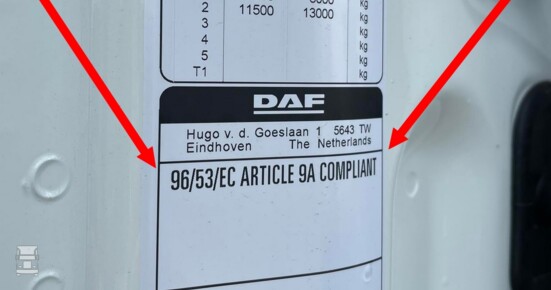 2 11500 13000 kg
3 kg
4 kg
5 kg
T1 kg
DAF
Hugo v. d. Goeslaan 1 5643 TW
Eindhoven The Netherlands
96/53/EC ARTICLE 9A COMPLIANT